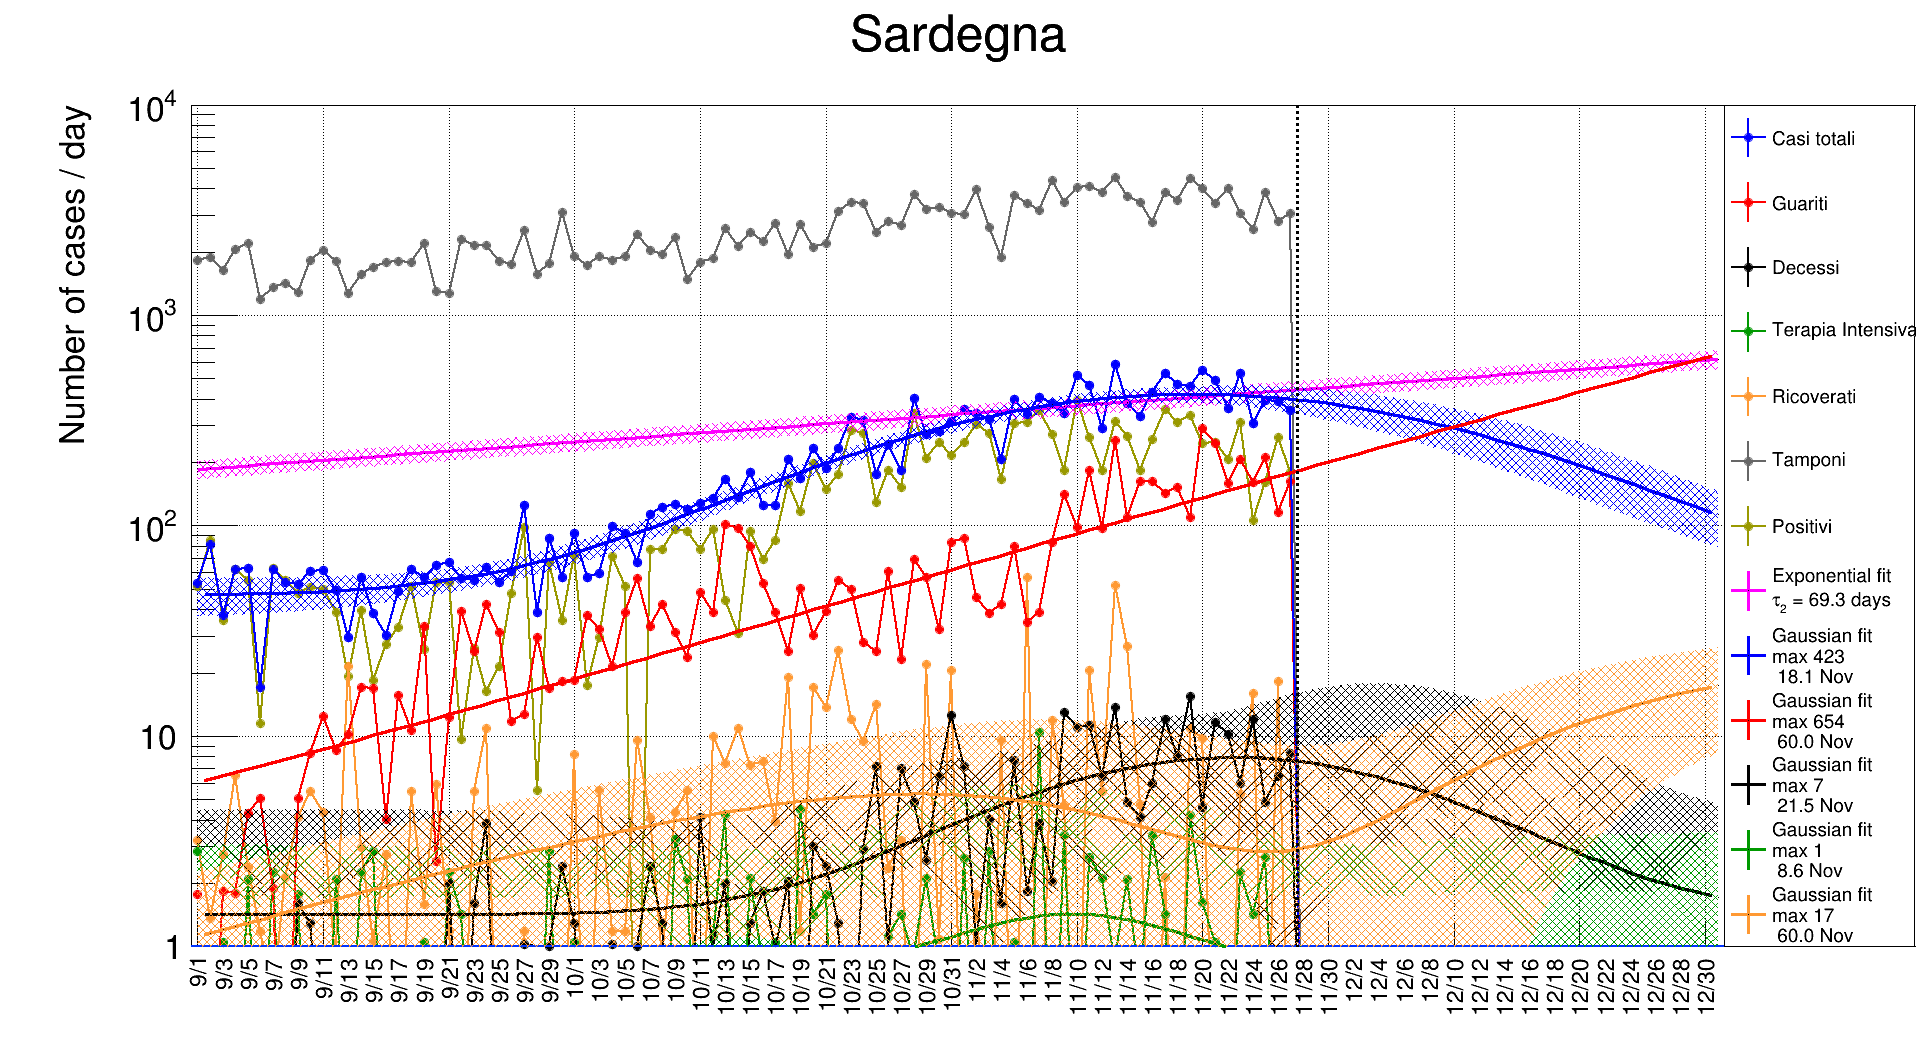 Sardegna
Number of cases / day
10^4
10^3
10^2
10
1
9/1 9/3 9/5 9/7 9/9 9/11 9/13 9/15 9/17 9/19 9/21 9/23 9/25 9/27 9/29 10/1 10/3 10/5 10/7 10/9 10/11 10/13 10/15 10/17 10/19 10/21 10/23 10/25 10/27 10/29 10/31 11/2 11/4 11/6 11/8 11/10 11/12 11/14 11/16 11/18 11/20 11/22 11/24 11/26 11/28 11/30 12/2 12/4 12/6 12/8 12/10 12/12 12/14 12/16 12/18 12/20 12/22 12/24 12/26 12/28 12/30
Casi totali
Guariti
Decessi
Terapia Intensiva
Ricoverati
Tamponi
Positivi
Exponential fit
τ₂ = 69.3 days
Gaussian fit
max 423
18.1 Nov
Gaussian fit
max 654
60.0 Nov
Gaussian fit
max 7
21.5 Nov
Gaussian fit
max 1
8.6 Nov
Gaussian fit
max 17
60.0 Nov